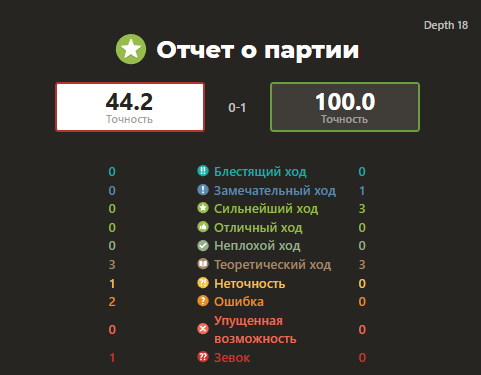 Depth 18
Отчет о партии
44.2 0-1 100.0
Точность Точность
0 Блестящий ход 0
0 Замечательный ход 1
0 Сильнейший ход 3
0 Отличный ход 0
0 Неплохой ход 0
3 Теоретический ход 3
1 Неточность 0
2 Ошибка 0
0 Упущенная 0
возможность
1 Зевок 0